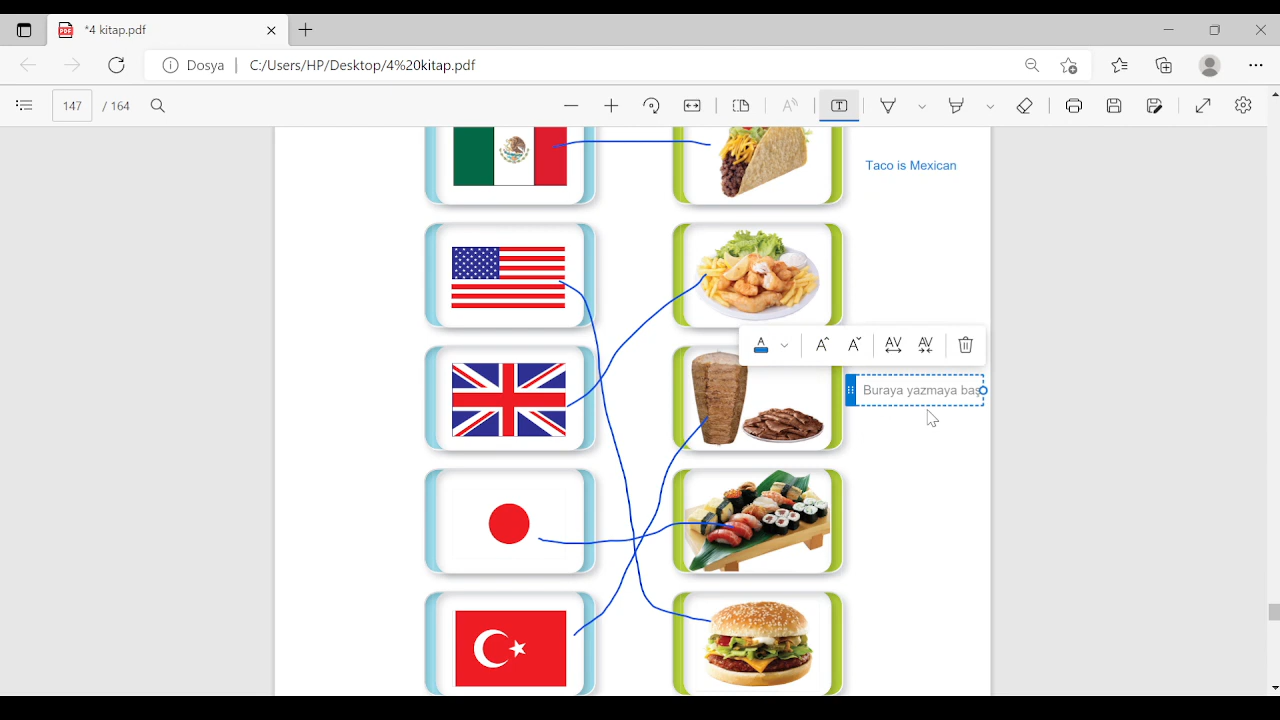 *4 kitap.pdf
Dosya | C:/Users/HP/Desktop/4%20kitap.pdf
147 / 164
Taco is Mexican
Buraya yazmaya baş